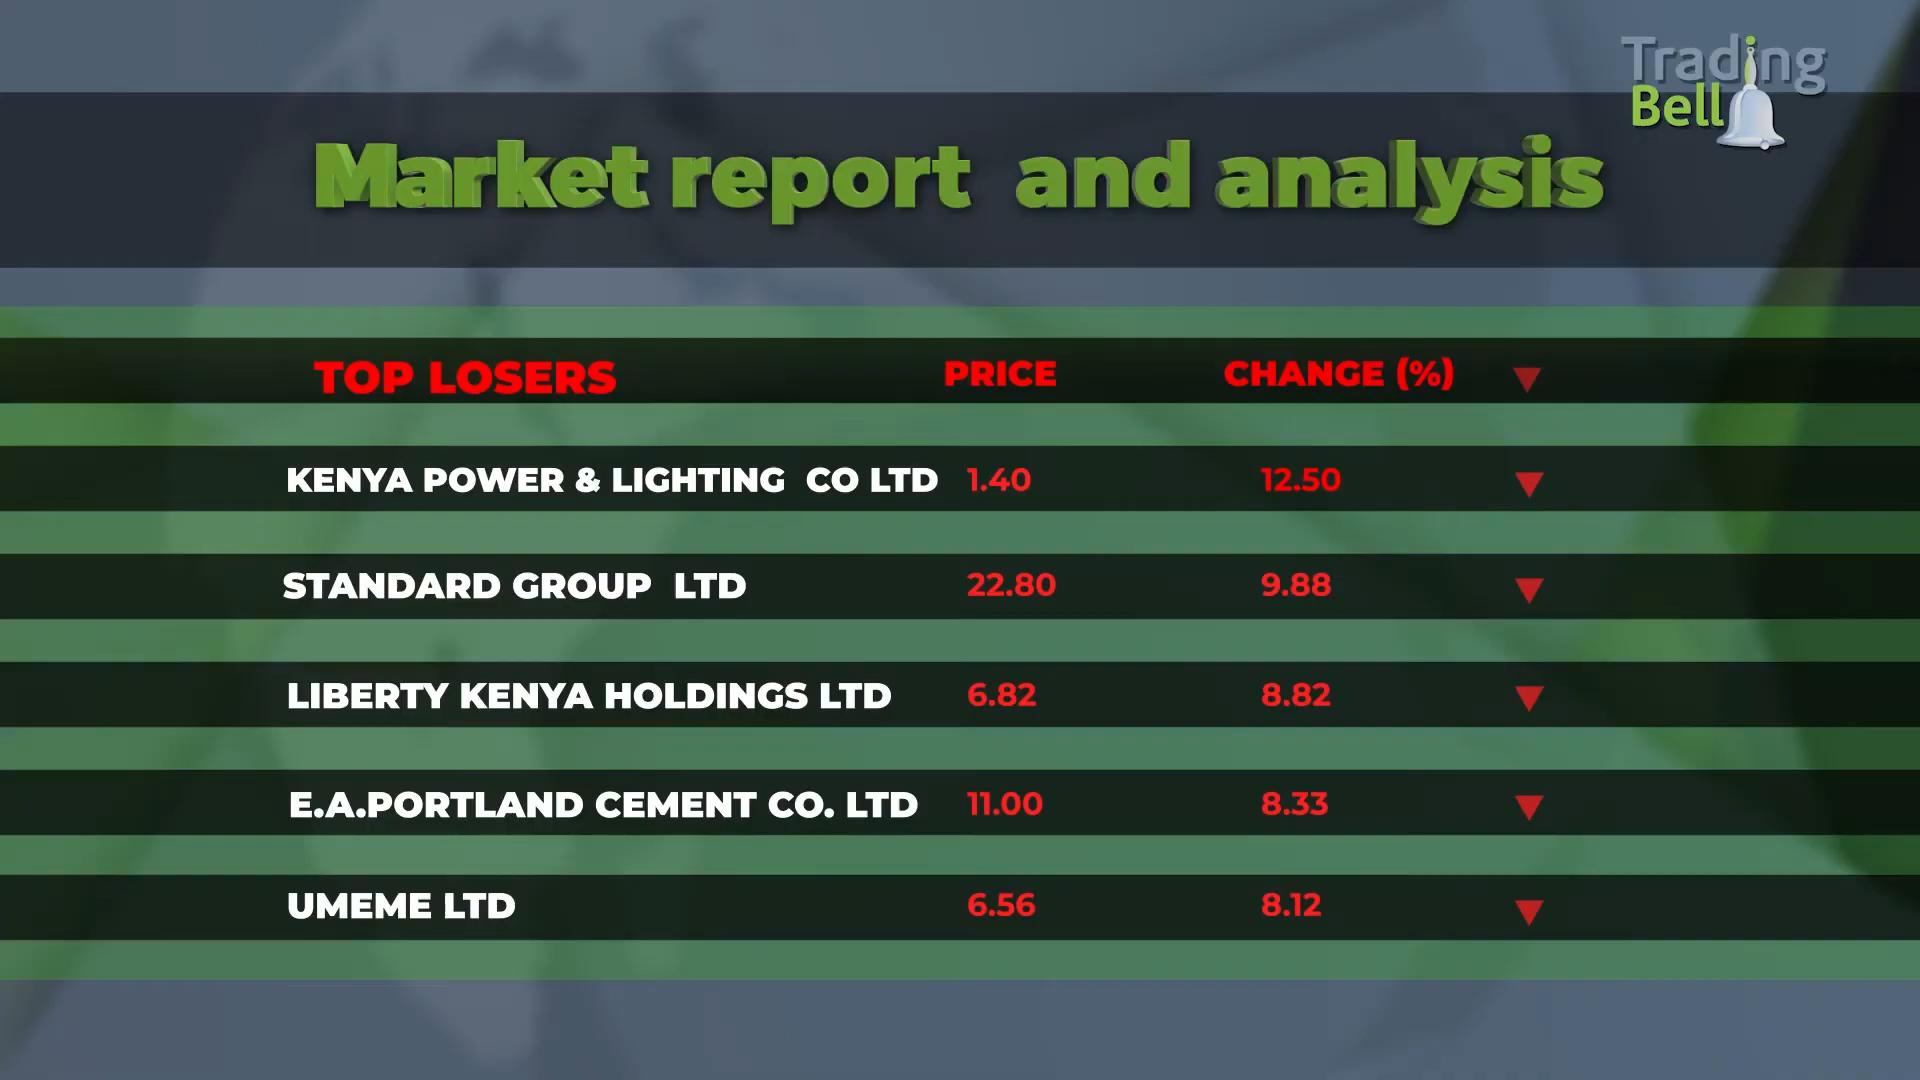 Trading
Bell
Market report and analysis
TOP LOSERS PRICE CHANGE (%)
KENYA POWER & LIGHTING CO LTD 1.40 12.50
STANDARD GROUP LTD 22.80 9.88
LIBERTY KENYA HOLDINGS LTD 6.82 8.82
E.A.PORTLAND CEMENT CO. LTD 11.00 8.33
UMEME LTD 6.56 8.12